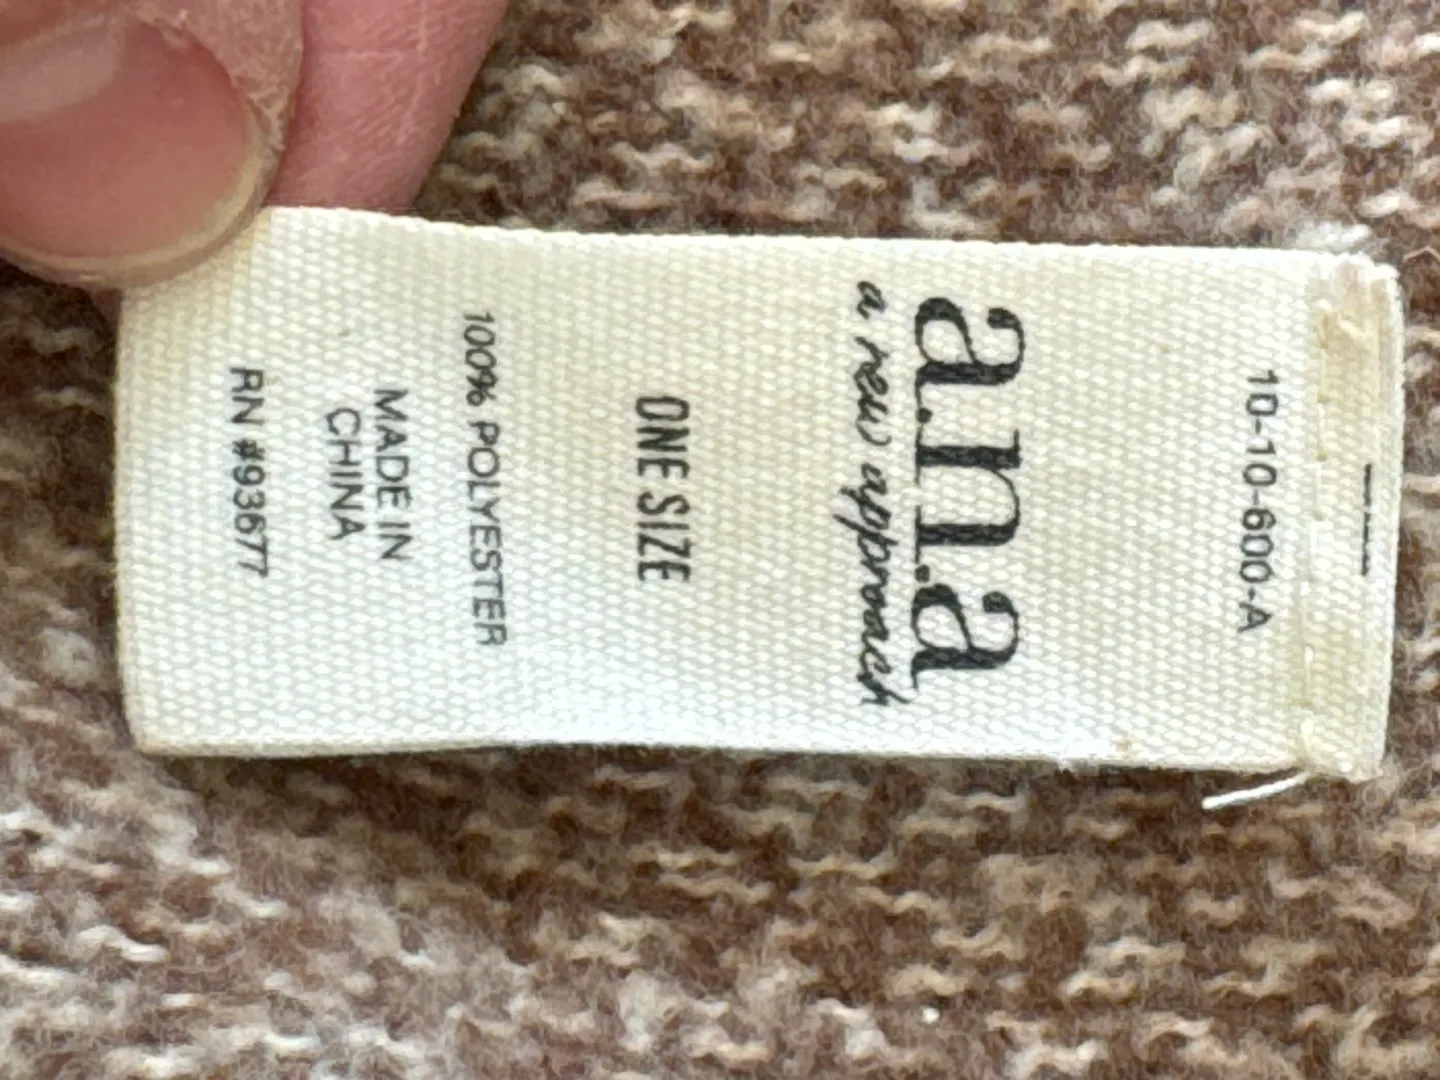 10-10-600-A
a.n.a
a new approach
ONE SIZE
100% POLYESTER
MADE IN
CHINA
RN #93677